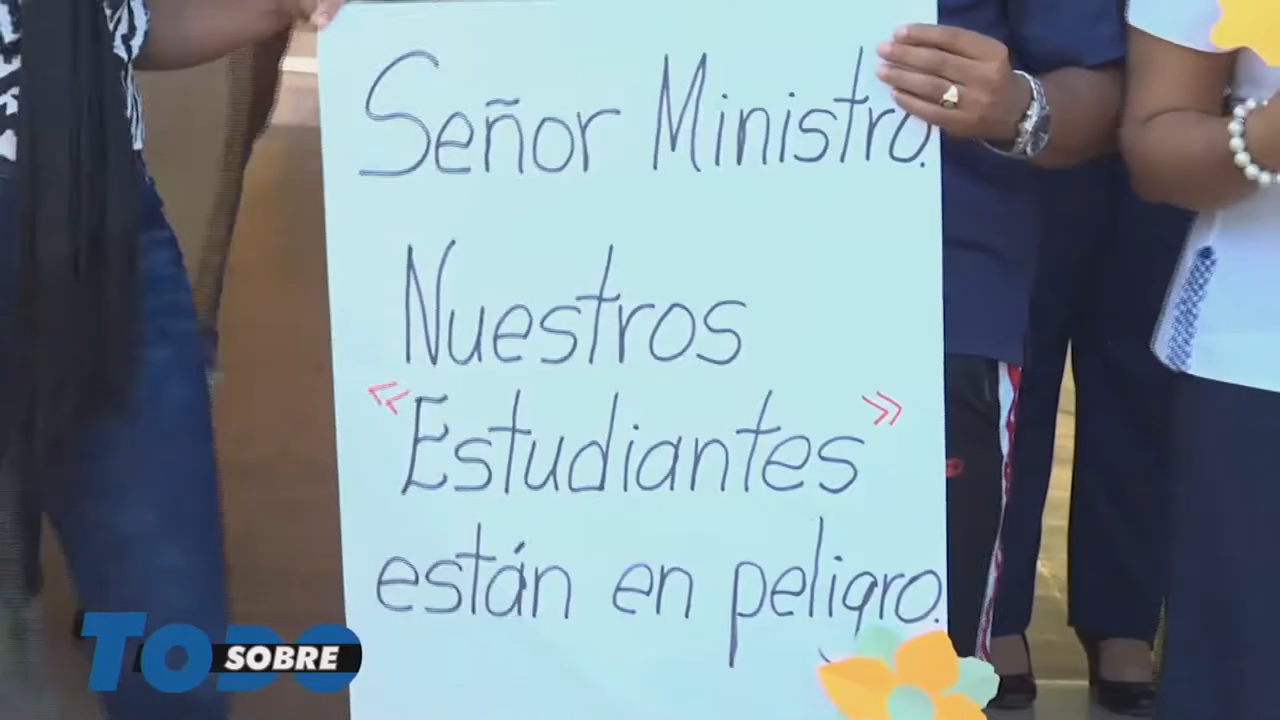 Señor Ministro.
Nuestros
«Estudiantes»
están en peligro.
TODO SOBRE